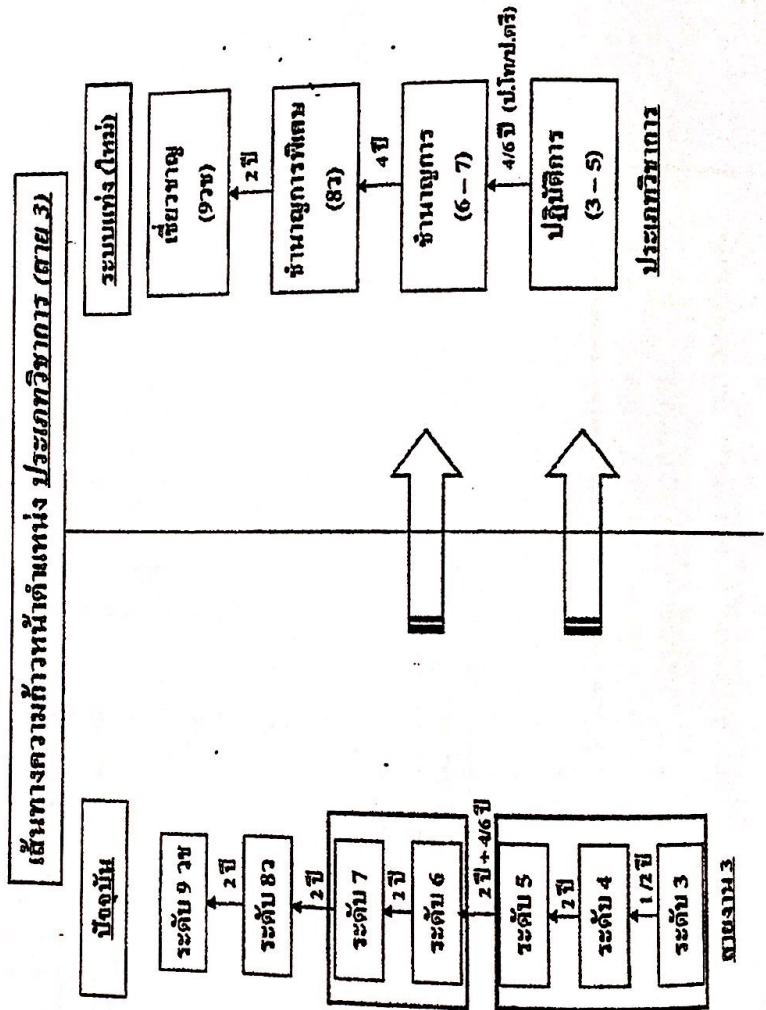 เส้นทางความก้าวหน้าตำแหน่ง ประเภทวิชาการ (สาย 3)
ปัจจุบัน
ระดับ 9 วช
2 ปี
ระดับ 8ว
2 ปี
ระดับ 7
2 ปี
ระดับ 6
2 ปี + 4/6 ปี
ระดับ 5
2 ปี
ระดับ 4
1/2 ปี
ระดับ 3
สายงาน 3
ระบบแท่ง (ใหม่)
เชี่ยวชาญ
(9วช)
2 ปี
ชำนาญการพิเศษ
(8ว)
4 ปี
ชำนาญการ
(6 – 7)
4/6 ปี (ป.โท/ป.ตรี)
ปฏิบัติการ
(3 – 5)
ประเภทวิชาการ